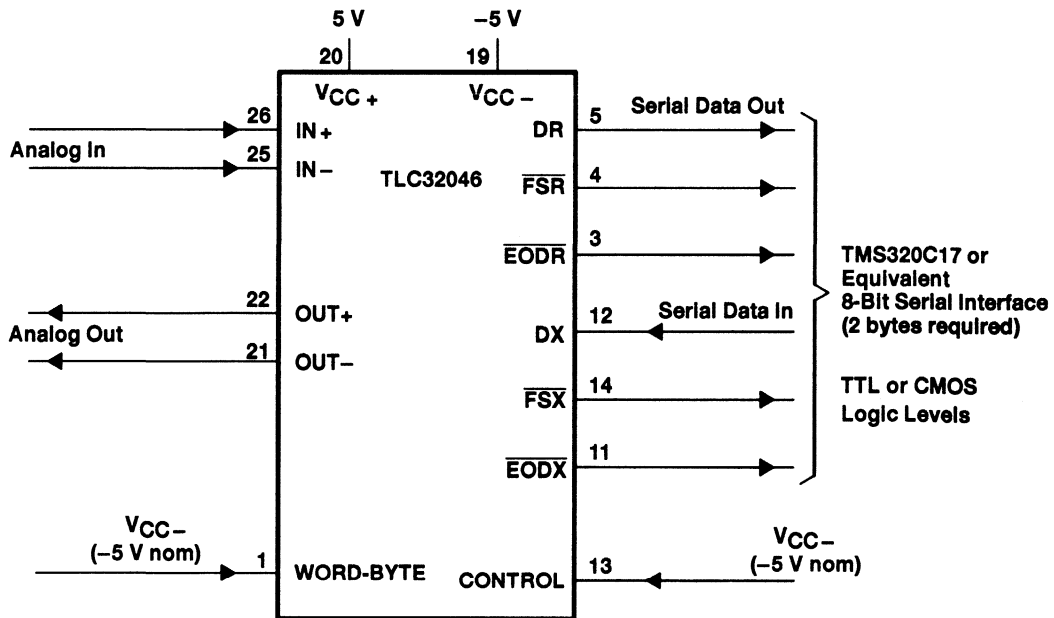 5 V
–5 V
20
19
VCC+
VCC–
26
IN+
Analog In
25
IN–
TLC32046
DR
5
Serial Data Out
FSR
4
EODR
3
TMS320C17 or
Equivalent
8-Bit Serial Interface
(2 bytes required)
22
OUT+
Analog Out
21
OUT–
DX
12
Serial Data In
FSX
14
TTL or CMOS
Logic Levels
EODX
11
VCC–
(–5 V nom)
1
WORD-BYTE
CONTROL
13
VCC–
(–5 V nom)